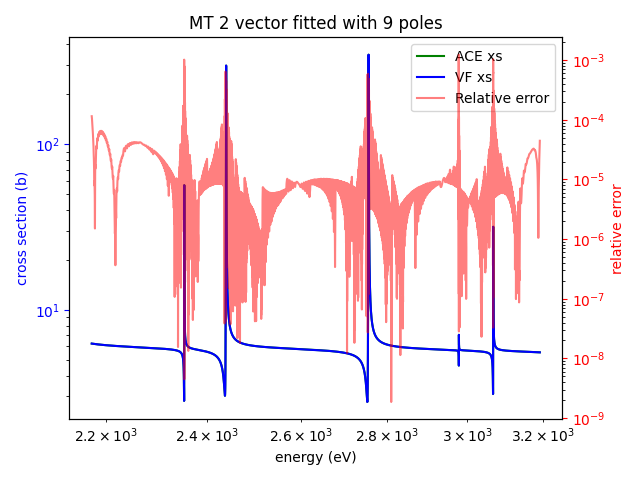 MT 2 vector fitted with 9 poles
ACE xs
VF xs
Relative error
cross section (b)
10²
10¹
relative error
10⁻³
10⁻⁴
10⁻⁵
10⁻⁶
10⁻⁷
10⁻⁸
10⁻⁹
2.2 × 10³ 2.4 × 10³ 2.6 × 10³ 2.8 × 10³ 3 × 10³ 3.2 × 10³
energy (eV)